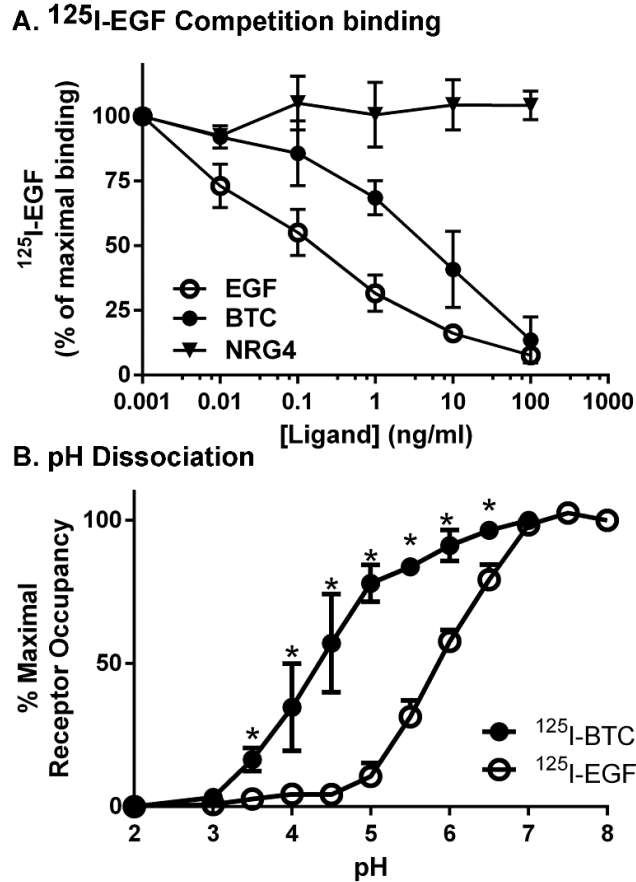 A. ¹²⁵I-EGF Competition binding
¹²⁵I-EGF
(% of maximal binding)
100
75
50
25
0
EGF
BTC
NRG4
0.001 0.01 0.1 1 10 100 1000
[Ligand] (ng/ml)
B. pH Dissociation
% Maximal
Receptor Occupancy
100
50
0
* * * * * * *
¹²⁵I-BTC
¹²⁵I-EGF
2 3 4 5 6 7 8
pH